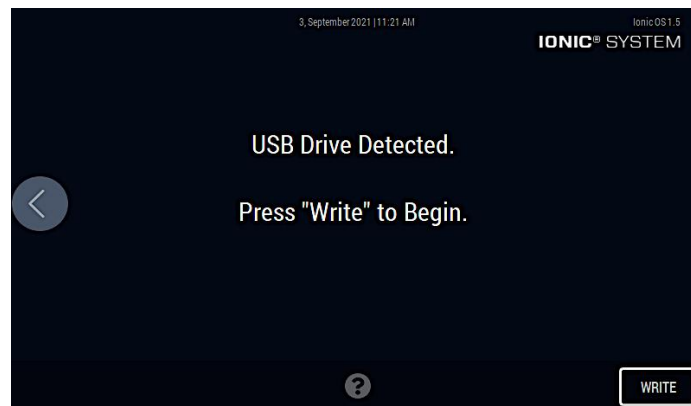 3, September 2021 | 11:21 AM
Ionic OS 1.5
IONIC® SYSTEM
USB Drive Detected.
Press "Write" to Begin.
?
WRITE